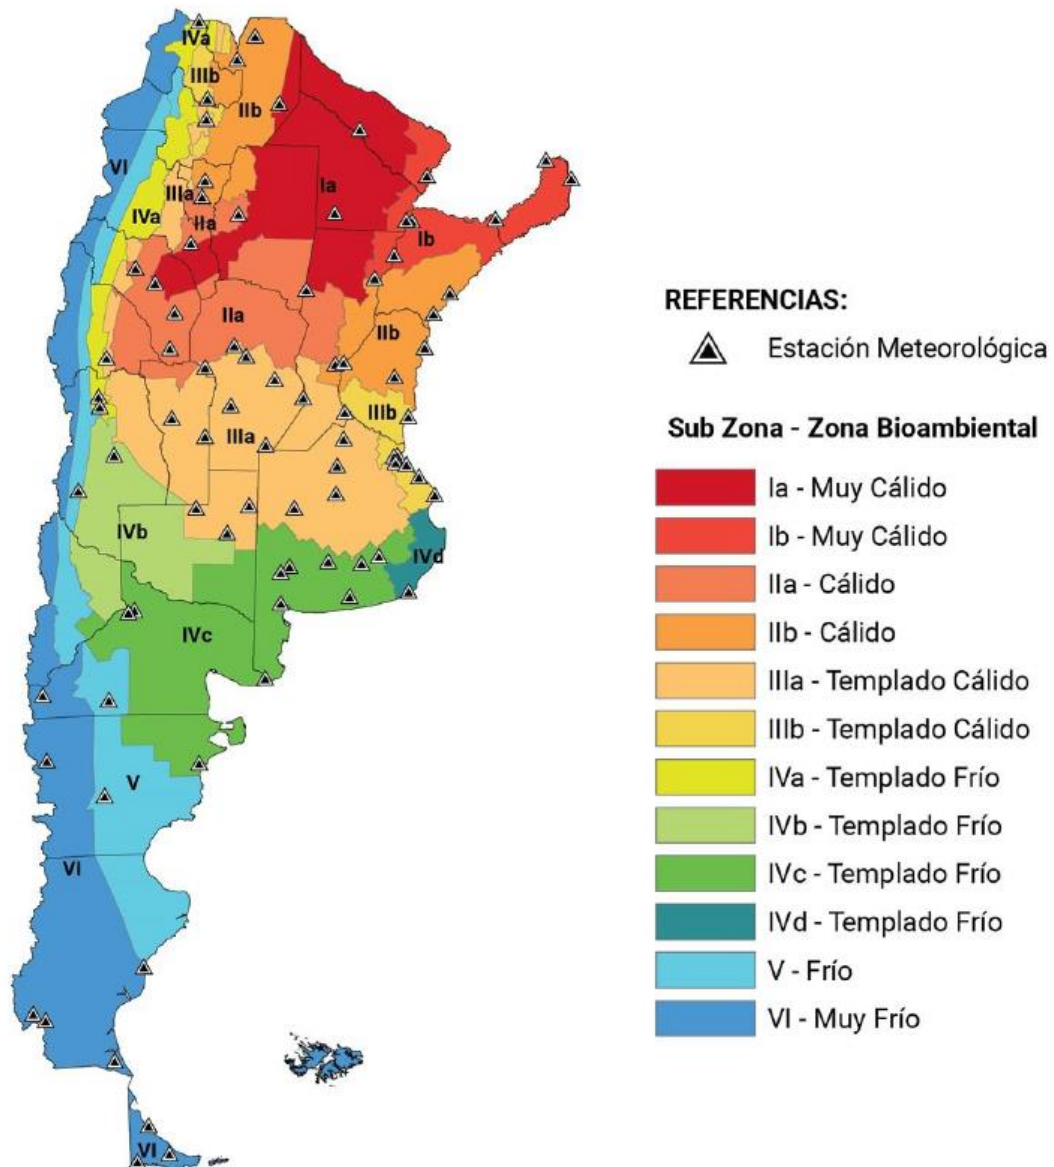 IVa
IIIb
IIb
VI
Ia
IIIa
IVa
IIa
Ib
IIa
IIb
IIIb
IIIa
IVb
IVd
IVc
V
VI
VI
REFERENCIAS:
Estación Meteorológica
Sub Zona - Zona Bioambiental
Ia - Muy Cálido
Ib - Muy Cálido
IIa - Cálido
IIb - Cálido
IIIa - Templado Cálido
IIIb - Templado Cálido
IVa - Templado Frío
IVb - Templado Frío
IVc - Templado Frío
IVd - Templado Frío
V - Frío
VI - Muy Frío